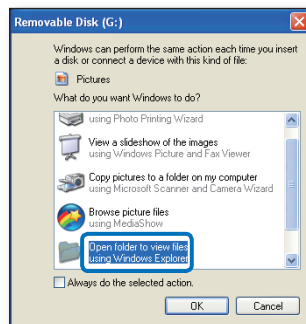 Removable Disk (G:)
Windows can perform the same action each time you insert
a disk or connect a device with this kind of file:
Pictures
What do you want Windows to do?
using Photo Printing Wizard
View a slideshow of the images
using Windows Picture and Fax Viewer
Copy pictures to a folder on my computer
using Microsoft Scanner and Camera Wizard
Browse picture files
using MediaShow
Open folder to view files
using Windows Explorer
Always do the selected action.
OK
Cancel